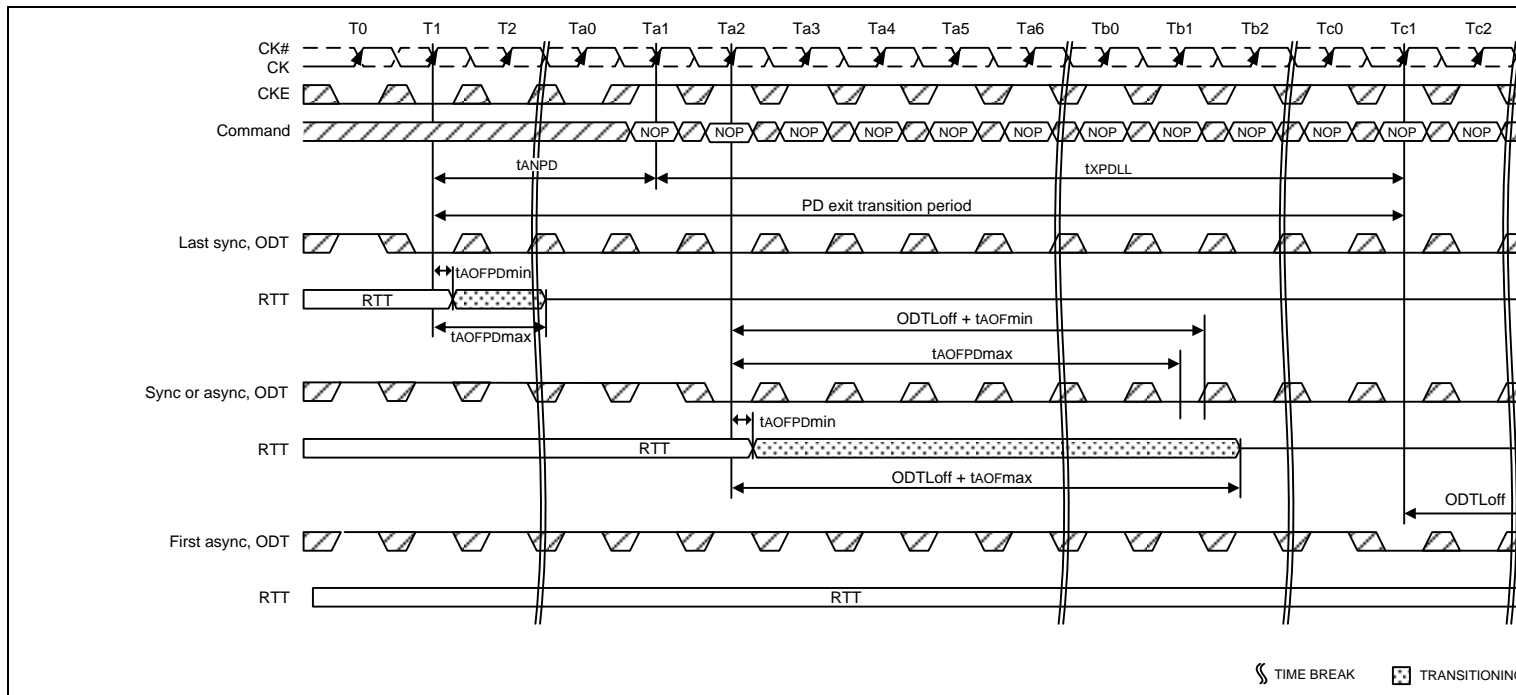 T0 T1 T2 Ta0 Ta1 Ta2 Ta3 Ta4 Ta5 Ta6 Tb0 Tb1 Tb2 Tc0 Tc1 Tc2
CK#
CK
CKE
Command NOP NOP NOP NOP NOP NOP NOP NOP NOP NOP NOP NOP
tANPD tXPDLL
PD exit transition period
Last sync, ODT
tAOFPDmin
RTT RTT
tAOFPDmax
ODTLoff + tAOFmin
tAOFPDmax
Sync or async, ODT
tAOFPDmin
RTT RTT
ODTLoff + tAOFmax
ODTLoff
First async, ODT
RTT RTT
TIME BREAK TRANSITIONING